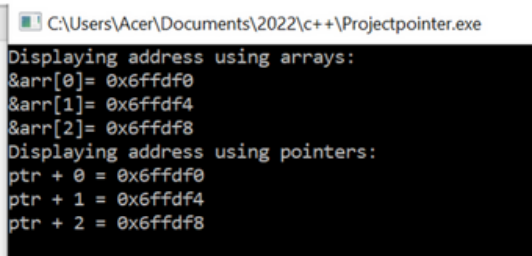 C:\Users\Acer\Documents\2022\c++\Projectpointer.exe
Displaying address using arrays:
&arr[0]= 0x6ffdf0
&arr[1]= 0x6ffdf4
&arr[2]= 0x6ffdf8
Displaying address using pointers:
ptr + 0 = 0x6ffdf0
ptr + 1 = 0x6ffdf4
ptr + 2 = 0x6ffdf8